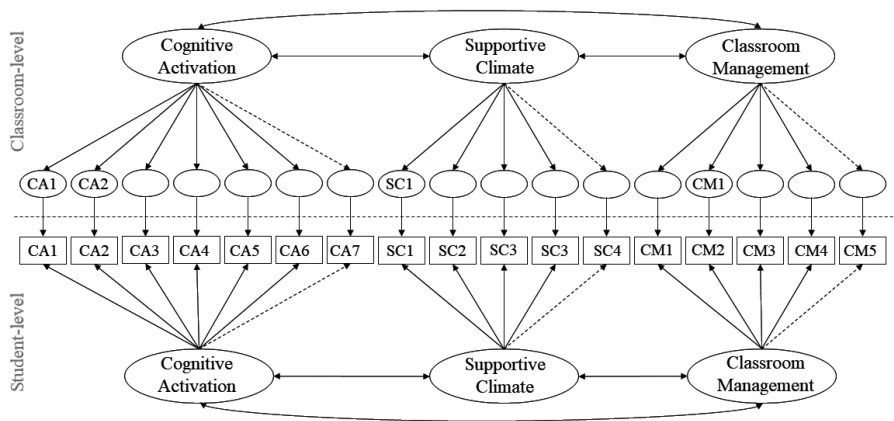 Classroom-level
Cognitive
Activation
Supportive
Climate
Classroom
Management
CA1
CA2
SC1
CM1
CA1
CA2
CA3
CA4
CA5
CA6
CA7
SC1
SC2
SC3
SC3
SC4
CM1
CM2
CM3
CM4
CM5
Student-level
Cognitive
Activation
Supportive
Climate
Classroom
Management